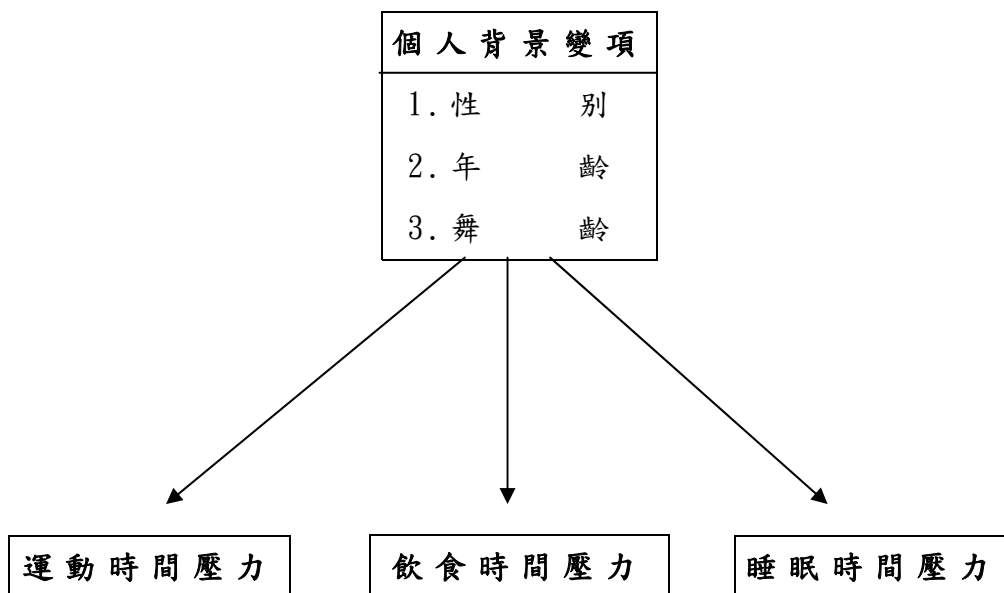 個人背景變項
1.性 別
2.年 齡
3.舞 齡
運動時間壓力 飲食時間壓力 睡眠時間壓力